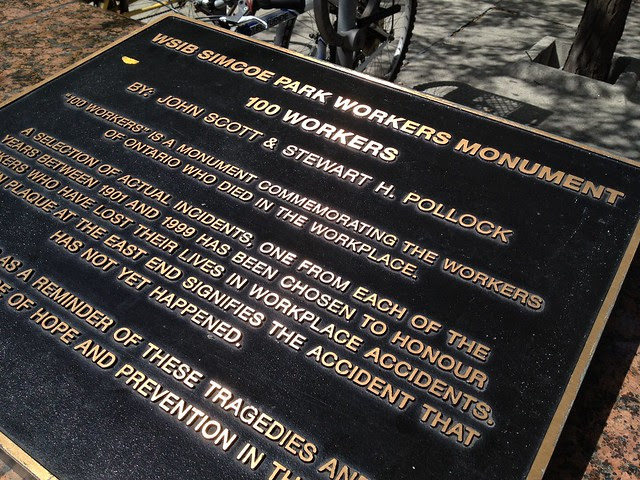 WSIB SIMCOE PARK WORKERS MONUMENT
100 WORKERS
BY: JOHN SCOTT & STEWART H. POLLOCK
"100 WORKERS" IS A MONUMENT COMMEMORATING THE WORKERS
OF ONTARIO WHO DIED IN THE WORKPLACE.
A SELECTION OF ACTUAL INCIDENTS, ONE FROM EACH OF THE
YEARS BETWEEN 1901 AND 1999 HAS BEEN CHOSEN TO HONOUR
WHO HAVE LOST THEIR LIVES IN WORKPLACE ACCIDENTS.
PLAQUE AT THE EAST END SIGNIFIES THE ACCIDENT THAT
HAS NOT YET HAPPENED.
AS A REMINDER OF THESE TRAGEDIES AND
OF HOPE AND PREVENTION IN